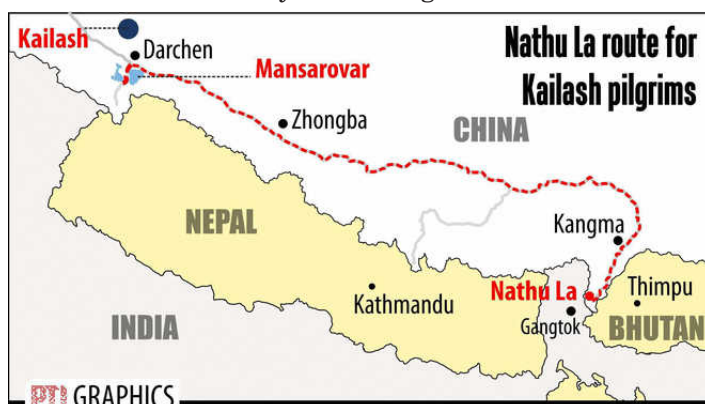 Nathu La route for
Kailash pilgrims
Kailash
Darchen
Mansarovar
Zhongba
CHINA
NEPAL
Kangma
Nathu La
Thimpu
Kathmandu
Gangtok
INDIA
BHUTAN
PTI GRAPHICS